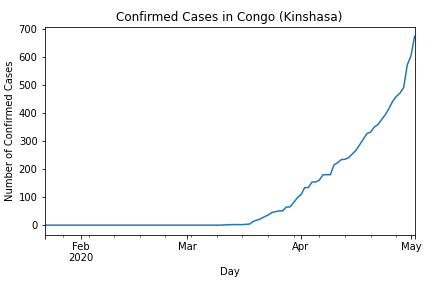 Confirmed Cases in Congo (Kinshasa)
700
600
500
400
300
200
100
0
Number of Confirmed Cases
Feb
2020
Mar
Apr
May
Day